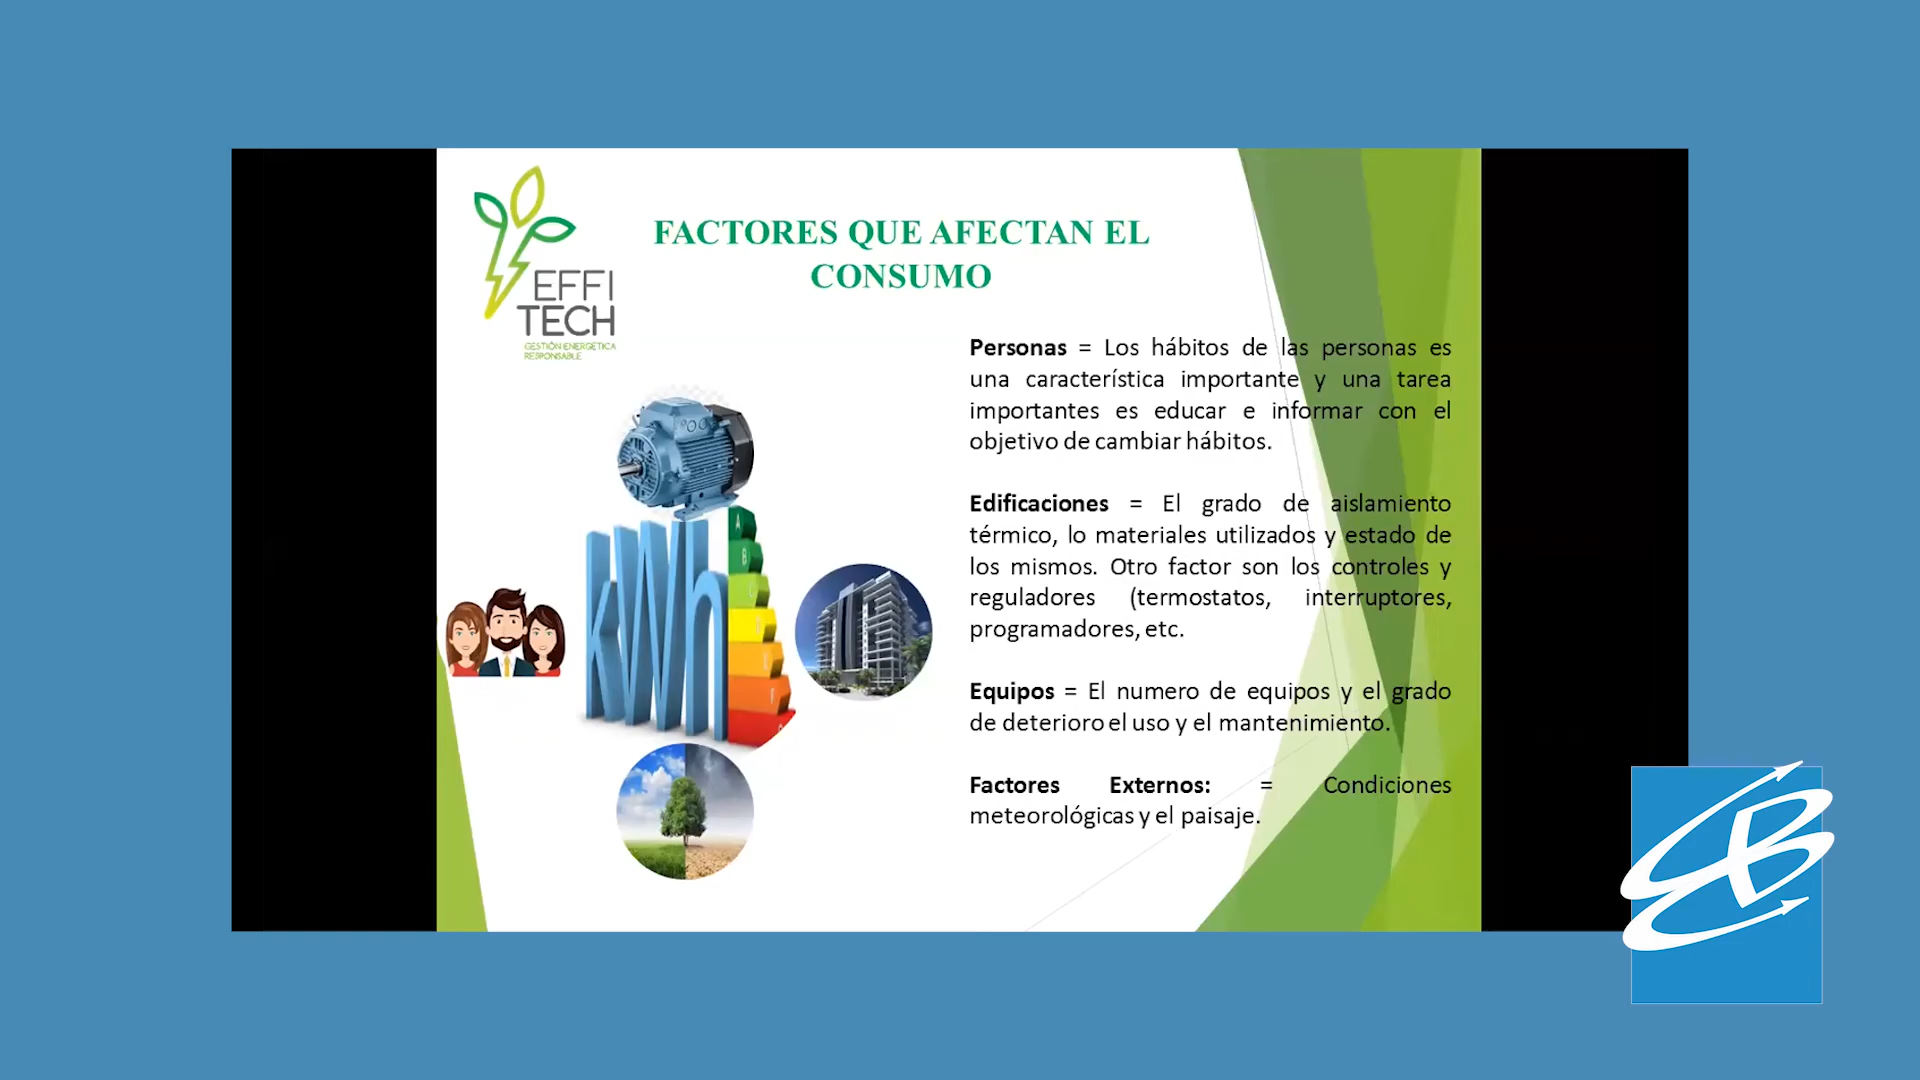 EFFI
TECH
GESTIÓN ENERGÉTICA
RESPONSABLE
FACTORES QUE AFECTAN EL
CONSUMO
Personas = Los hábitos de las personas es
una característica importante y una tarea
importantes es educar e informar con el
objetivo de cambiar hábitos.
Edificaciones = El grado de aislamiento
térmico, lo materiales utilizados y estado de
los mismos. Otro factor son los controles y
reguladores (termostatos, interruptores,
programadores, etc.
Equipos = El numero de equipos y el grado
de deterioro el uso y el mantenimiento.
Factores Externos: = Condiciones
meteorológicas y el paisaje.
kWh
A
B
C
D
E
F